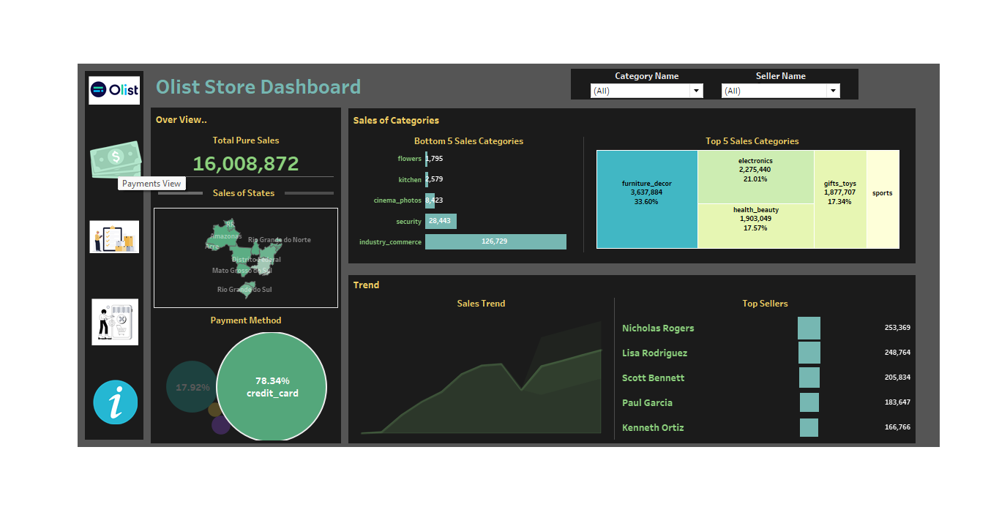 Olist
Olist Store Dashboard
Category Name
Seller Name
(All)
(All)
Over View..
Total Pure Sales
16,008,872
Payments View
Sales of States
RR
Amazonas
Acre
Rio Grande do Norte
Distrito Federal
Mato Grosso do Sul
Rio Grande do Sul
Payment Method
17.92%
78.34%
credit_card
Sales of Categories
Bottom 5 Sales Categories
flowers 1,795
kitchen 2,579
cinema_photos 8,423
security 28,443
industry_commerce 126,729
Top 5 Sales Categories
furniture_decor
3,637,884
33.60%
electronics
2,275,440
21.01%
health_beauty
1,903,049
17.57%
gifts_toys
1,877,707
17.34%
sports
Trend
Sales Trend
Top Sellers
Nicholas Rogers 253,369
Lisa Rodriguez 248,764
Scott Bennett 205,834
Paul Garcia 183,647
Kenneth Ortiz 166,766